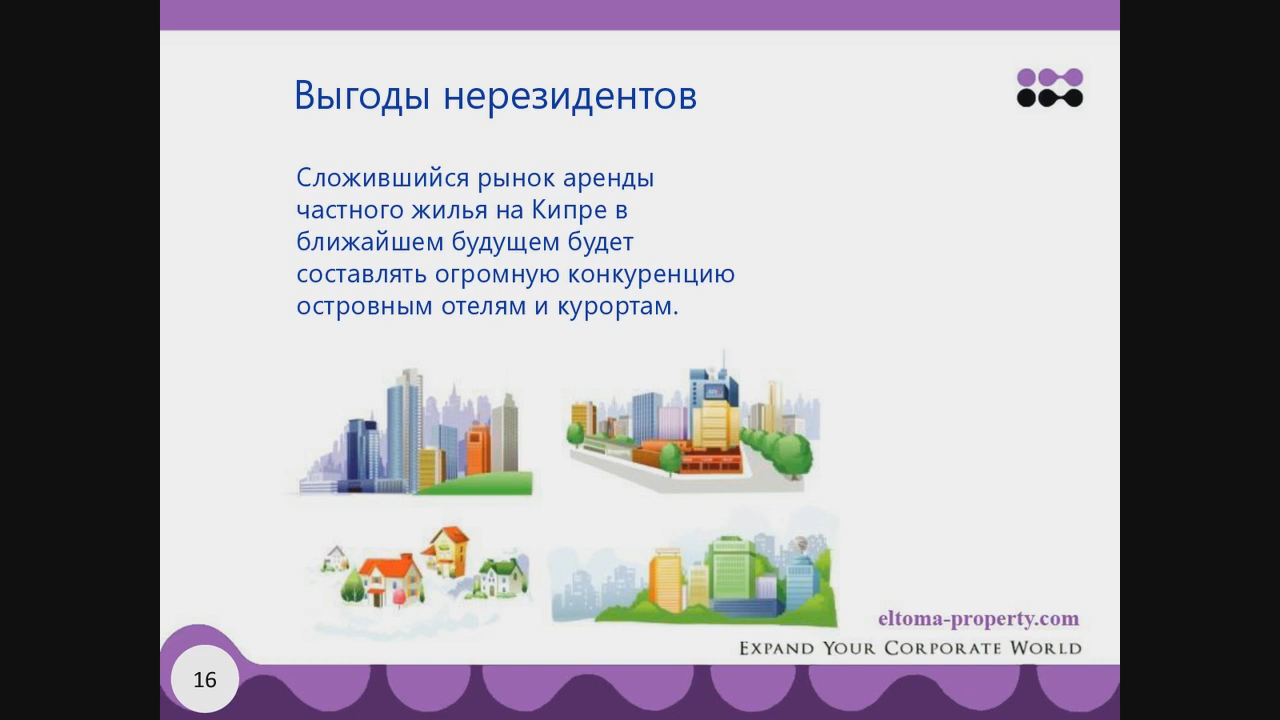 Выгоды нерезидентов
Сложившийся рынок аренды
частного жилья на Кипре в
ближайшем будущем будет
составлять огромную конкуренцию
островным отелям и курортам.
eltoma-property.com
Expand Your Corporate World
16